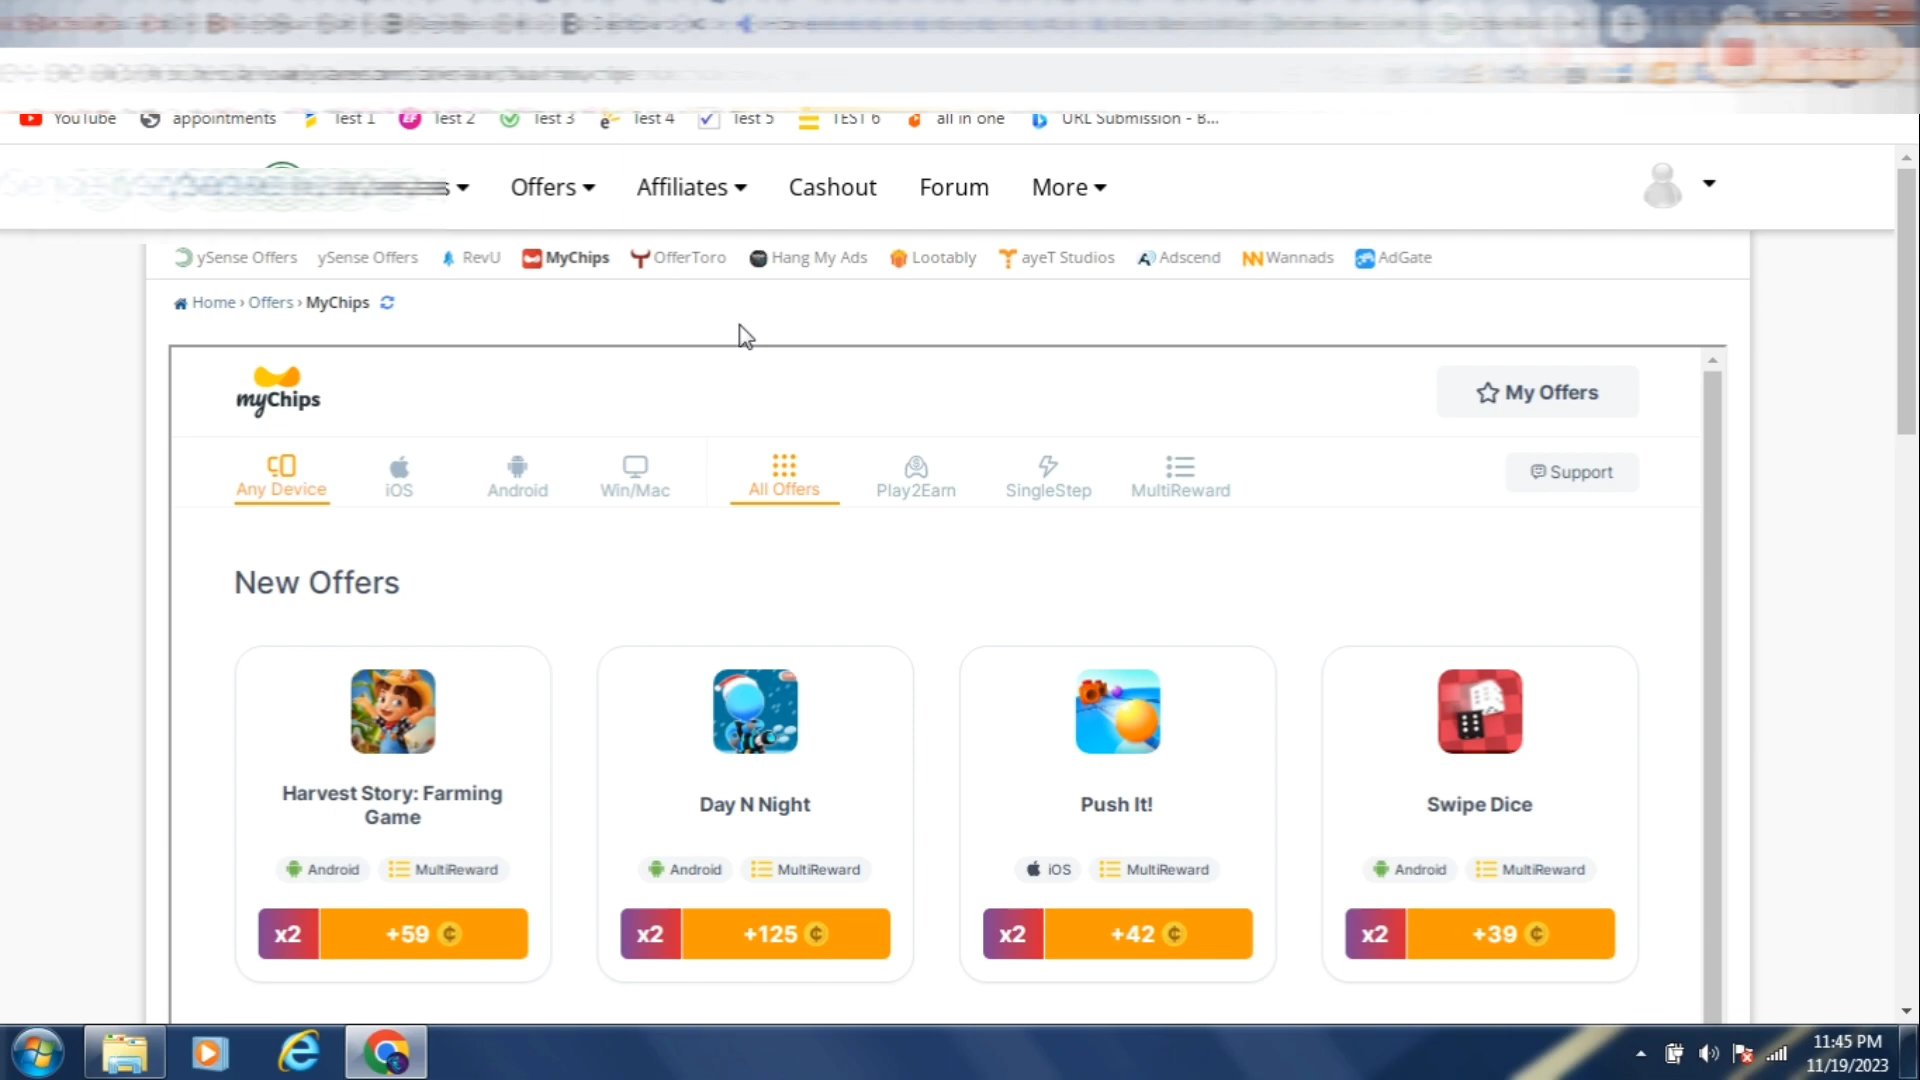 YouTube appointments Test 1 Test 2 Test 3 Test 4 Test 5 TEST 6 all in one URL Submission - B...
Offers Affiliates Cashout Forum More
ySense Offers ySense Offers RevU MyChips OfferToro Hang My Ads Lootably ayeT Studios Adscend Wannads AdGate
Home › Offers › MyChips
myChips
My Offers
Any Device iOS Android Win/Mac All Offers Play2Earn SingleStep MultiReward Support
New Offers
Harvest Story: Farming
Game
Day N Night
Push It!
Swipe Dice
Android MultiReward Android MultiReward iOS MultiReward Android MultiReward
x2 +59 x2 +125 x2 +42 x2 +39
11:45 PM
11/19/2023